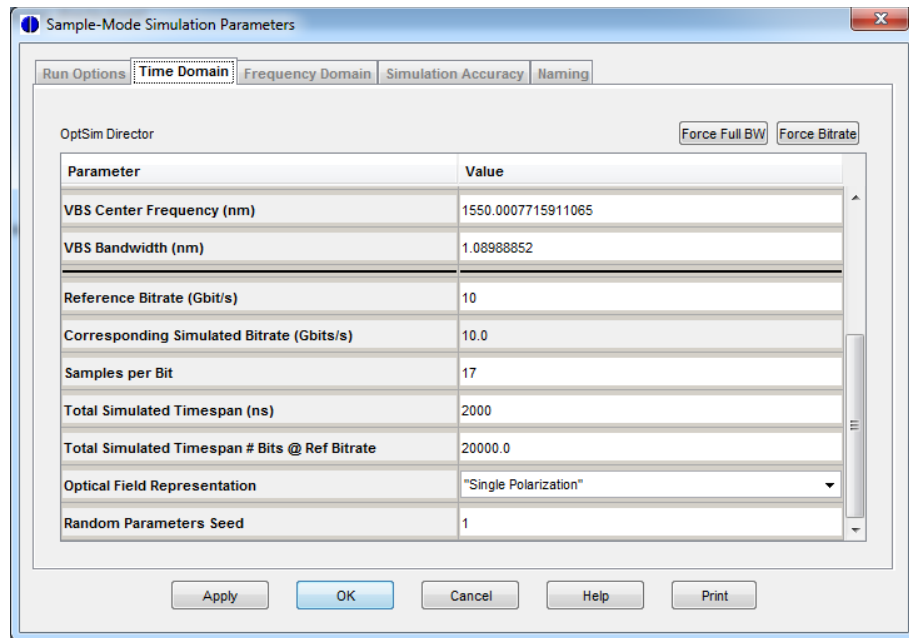 Sample-Mode Simulation Parameters
Run Options Time Domain Frequency Domain Simulation Accuracy Naming
OptSim Director Force Full BW Force Bitrate
Parameter Value
VBS Center Frequency (nm) 1550.0007715911065
VBS Bandwidth (nm) 1.08988852
Reference Bitrate (Gbit/s) 10
Corresponding Simulated Bitrate (Gbits/s) 10.0
Samples per Bit 17
Total Simulated Timespan (ns) 2000
Total Simulated Timespan # Bits @ Ref Bitrate 20000.0
Optical Field Representation "Single Polarization"
Random Parameters Seed 1
Apply OK Cancel Help Print